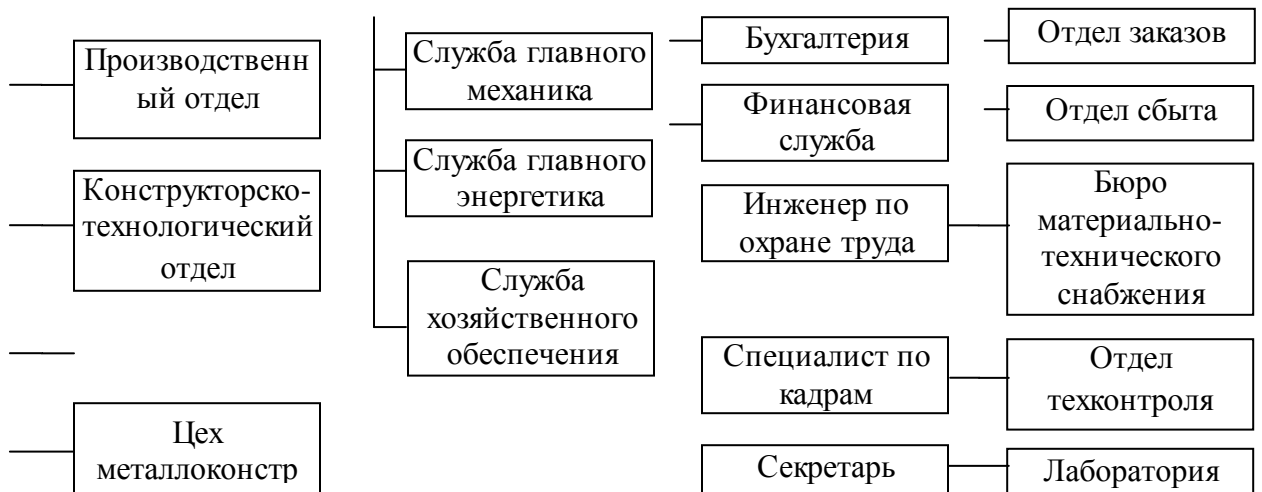 Производственн
ый отдел
Конструкторско-
технологический
отдел
Цех
металлоконстр
Служба главного
механика
Служба главного
энергетика
Служба
хозяйственного
обеспечения
Бухгалтерия
Финансовая
служба
Инженер по
охране труда
Специалист по
кадрам
Секретарь
Отдел заказов
Отдел сбыта
Бюро
материально-
технического
снабжения
Отдел
техконтроля
Лаборатория